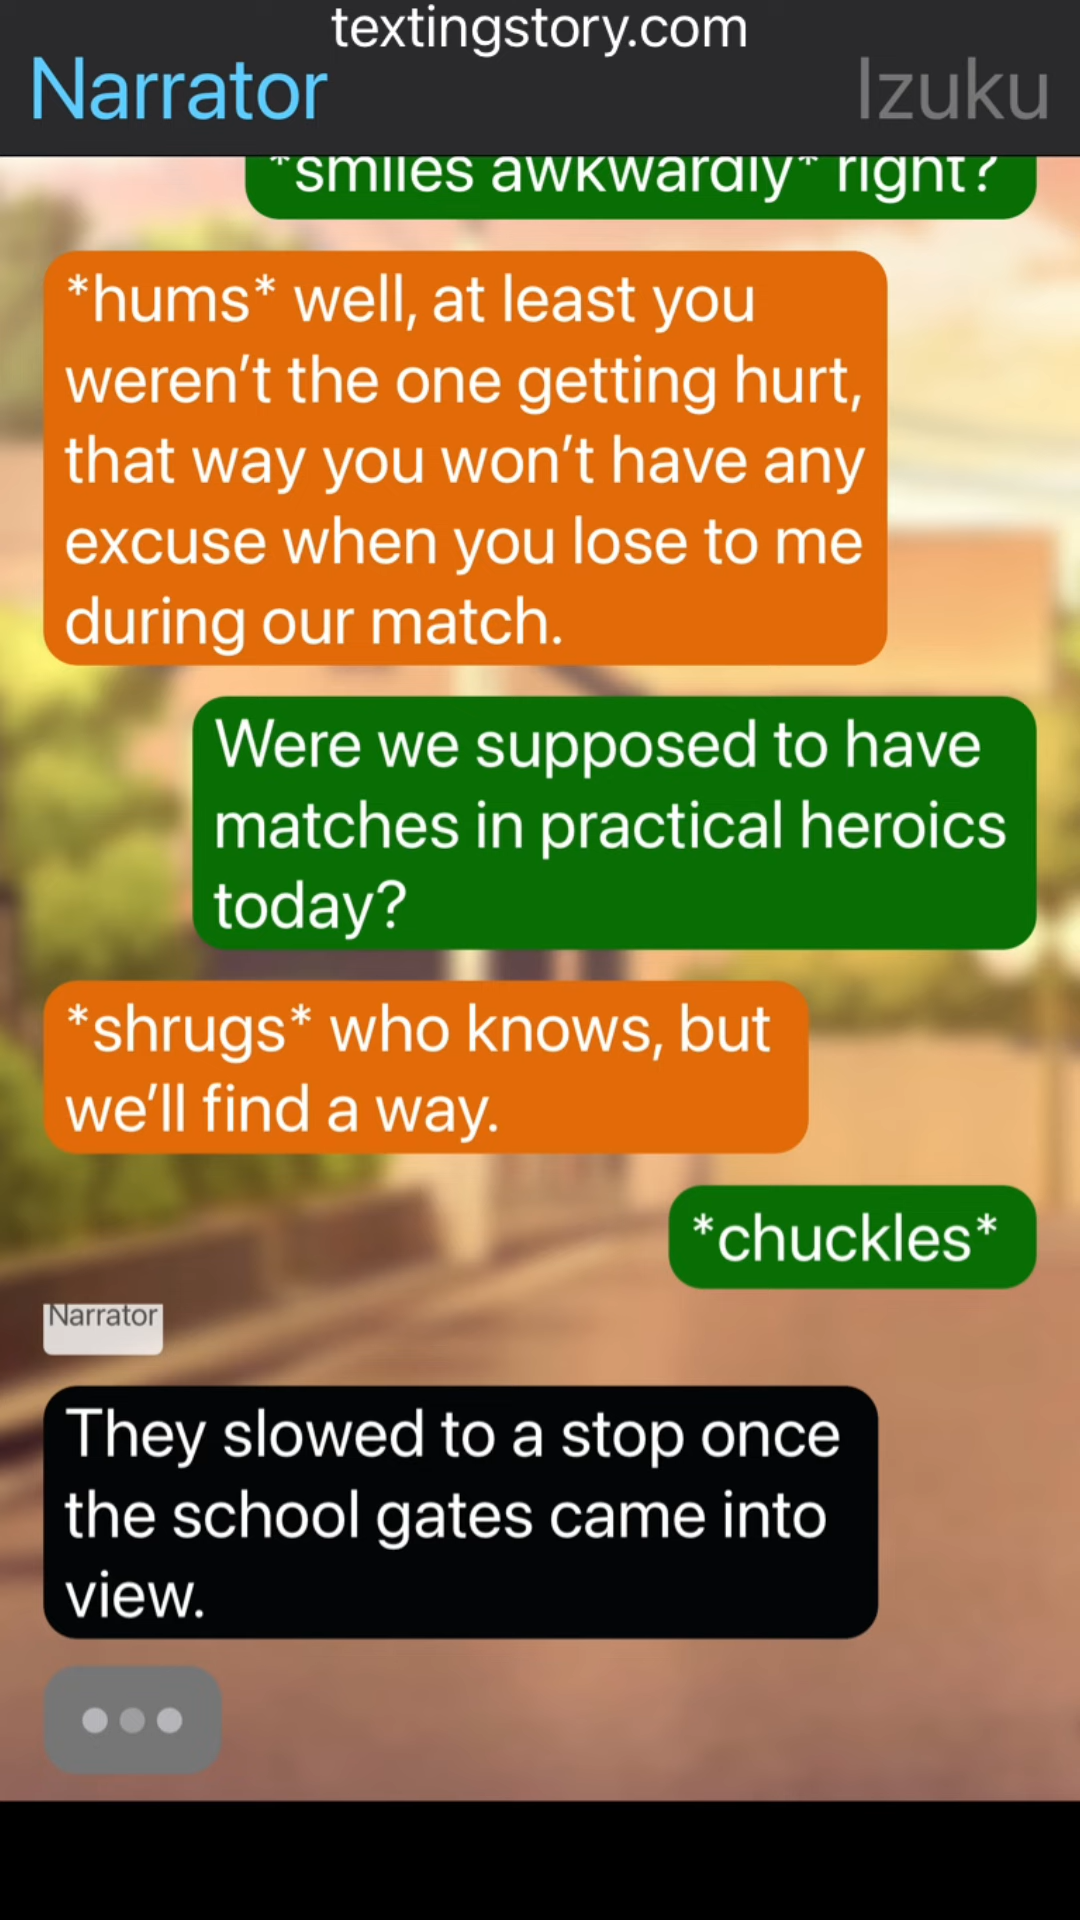 textingstory.com
Narrator
Izuku
*smiles awkwardly* right?
*hums* well, at least you
weren’t the one getting hurt,
that way you won’t have any
excuse when you lose to me
during our match.
Were we supposed to have
matches in practical heroics
today?
*shrugs* who knows, but
we’ll find a way.
*chuckles*
Narrator
They slowed to a stop once
the school gates came into
view.